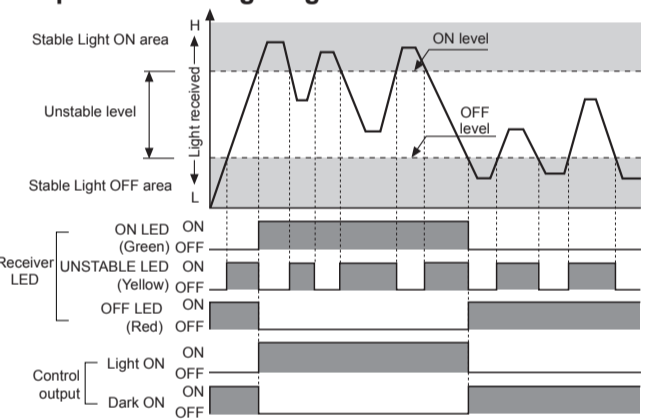 H
Stable Light ON area
ON level
Light received
Unstable level
OFF
level
Stable Light OFF area
L
ON LED ON
(Green) OFF
Receiver UNSTABLE LED ON
LED (Yellow) OFF
OFF LED ON
(Red) OFF
Light ON ON
OFF
Control
output
Dark ON ON
OFF